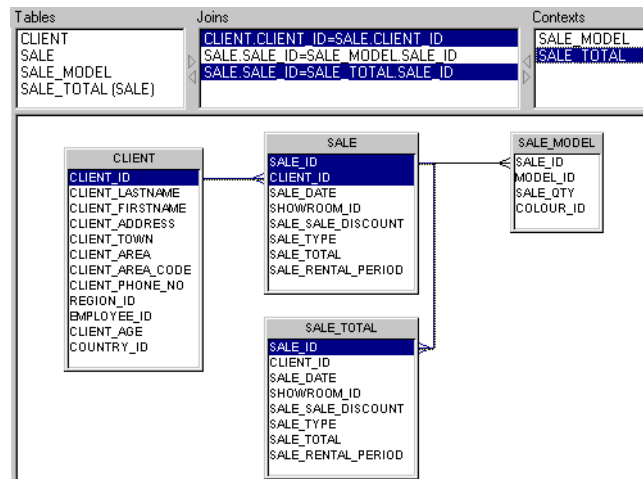 Tables
CLIENT
SALE
SALE_MODEL
SALE_TOTAL (SALE)
Joins
CLIENT.CLIENT_ID=SALE.CLIENT_ID
SALE.SALE_ID=SALE_MODEL.SALE_ID
SALE.SALE_ID=SALE_TOTAL.SALE_ID
Contexts
SALE_MODEL
SALE_TOTAL
CLIENT
CLIENT_ID
CLIENT_LASTNAME
CLIENT_FIRSTNAME
CLIENT_ADDRESS
CLIENT_TOWN
CLIENT_AREA
CLIENT_AREA_CODE
CLIENT_PHONE_NO
REGION_ID
EMPLOYEE_ID
CLIENT_AGE
COUNTRY_ID
SALE
SALE_ID
CLIENT_ID
SALE_DATE
SHOWROOM_ID
SALE_SALE_DISCOUNT
SALE_TYPE
SALE_TOTAL
SALE_RENTAL_PERIOD
SALE_MODEL
SALE_ID
MODEL_ID
SALE_QTY
COLOUR_ID
SALE_TOTAL
SALE_ID
CLIENT_ID
SALE_DATE
SHOWROOM_ID
SALE_SALE_DISCOUNT
SALE_TYPE
SALE_TOTAL
SALE_RENTAL_PERIOD